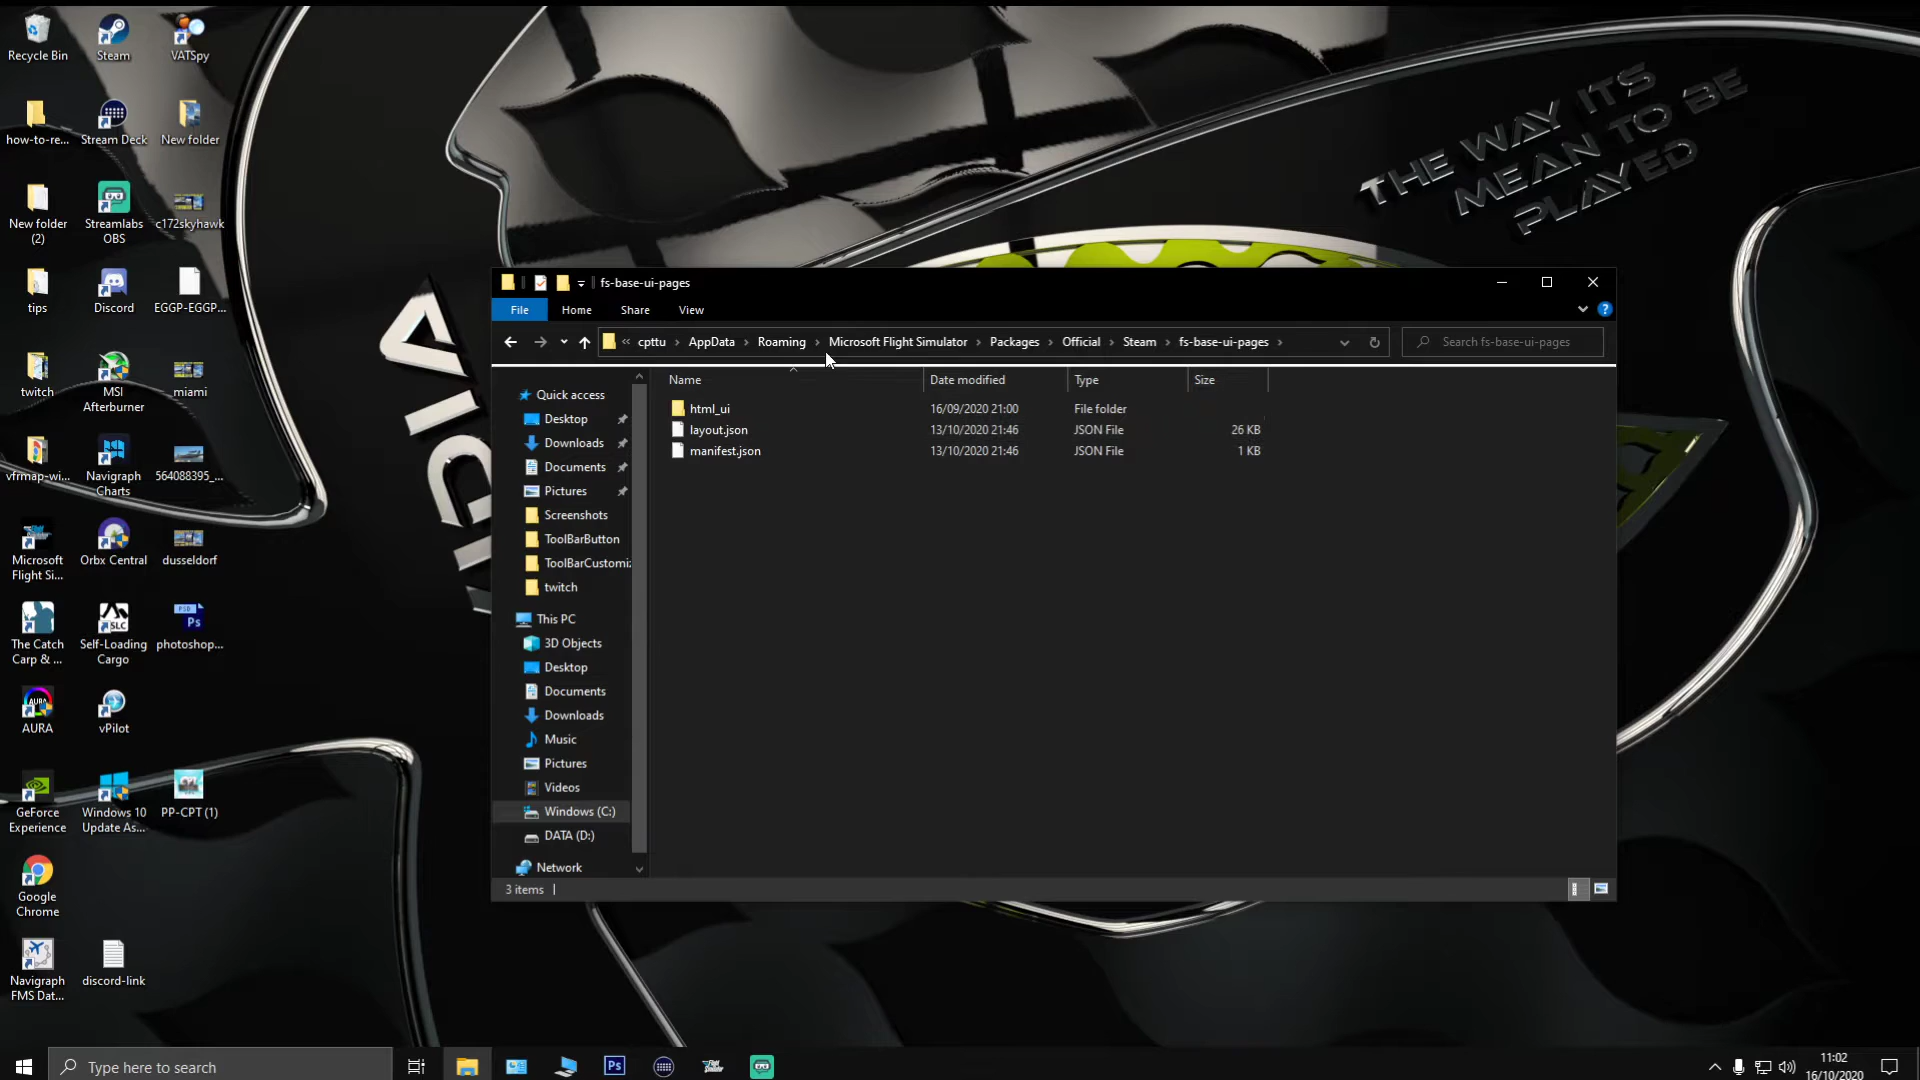 Recycle Bin
Steam
VATSpy
how-to-re...
Stream Deck
New folder
New folder
(2)
Streamlabs
OBS
c172skyhawk
tips
Discord
EGGP-EGGP...
twitch
MSI
Afterburner
miami
vfrmap-wi...
Navigraph
Charts
564088395_...
Microsoft
Flight Si...
Orbx Central
dusseldorf
The Catch
Carp & ...
Self-Loading
Cargo
photoshop...
AURA
vPilot
GeForce
Experience
Windows 10
Update As...
PP-CPT (1)
Google
Chrome
Navigraph
FMS Dat...
discord-link
THE WAY ITS
MEAN TO BE
PLAYED
fs-base-ui-pages
File
Home
Share
View
« cpttu › AppData › Roaming › Microsoft Flight Simulator › Packages › Official › Steam › fs-base-ui-pages ›
Search fs-base-ui-pages
Name
Date modified
Type
Size
html_ui 16/09/2020 21:00 File folder
layout.json 13/10/2020 21:46 JSON File 26 KB
manifest.json 13/10/2020 21:46 JSON File 1 KB
Quick access
Desktop
Downloads
Documents
Pictures
Screenshots
ToolBarButton
ToolBarCustomiz
twitch
This PC
3D Objects
Desktop
Documents
Downloads
Music
Pictures
Videos
Windows (C:)
DATA (D:)
Network
3 items
Type here to search
11:02
16/10/2020